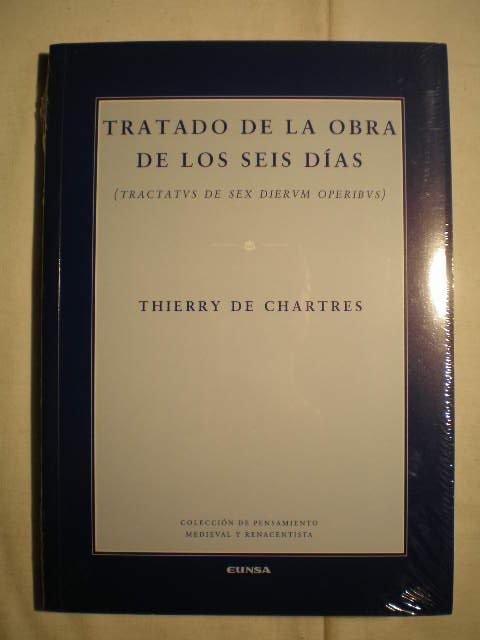 TRATADO DE LA OBRA
DE LOS SEIS DÍAS
(TRACTATVS DE SEX DIERVM OPERIBVS)
THIERRY DE CHARTRES
COLECCIÓN DE PENSAMIENTO
MEDIEVAL Y RENACENTISTA
EUNSA